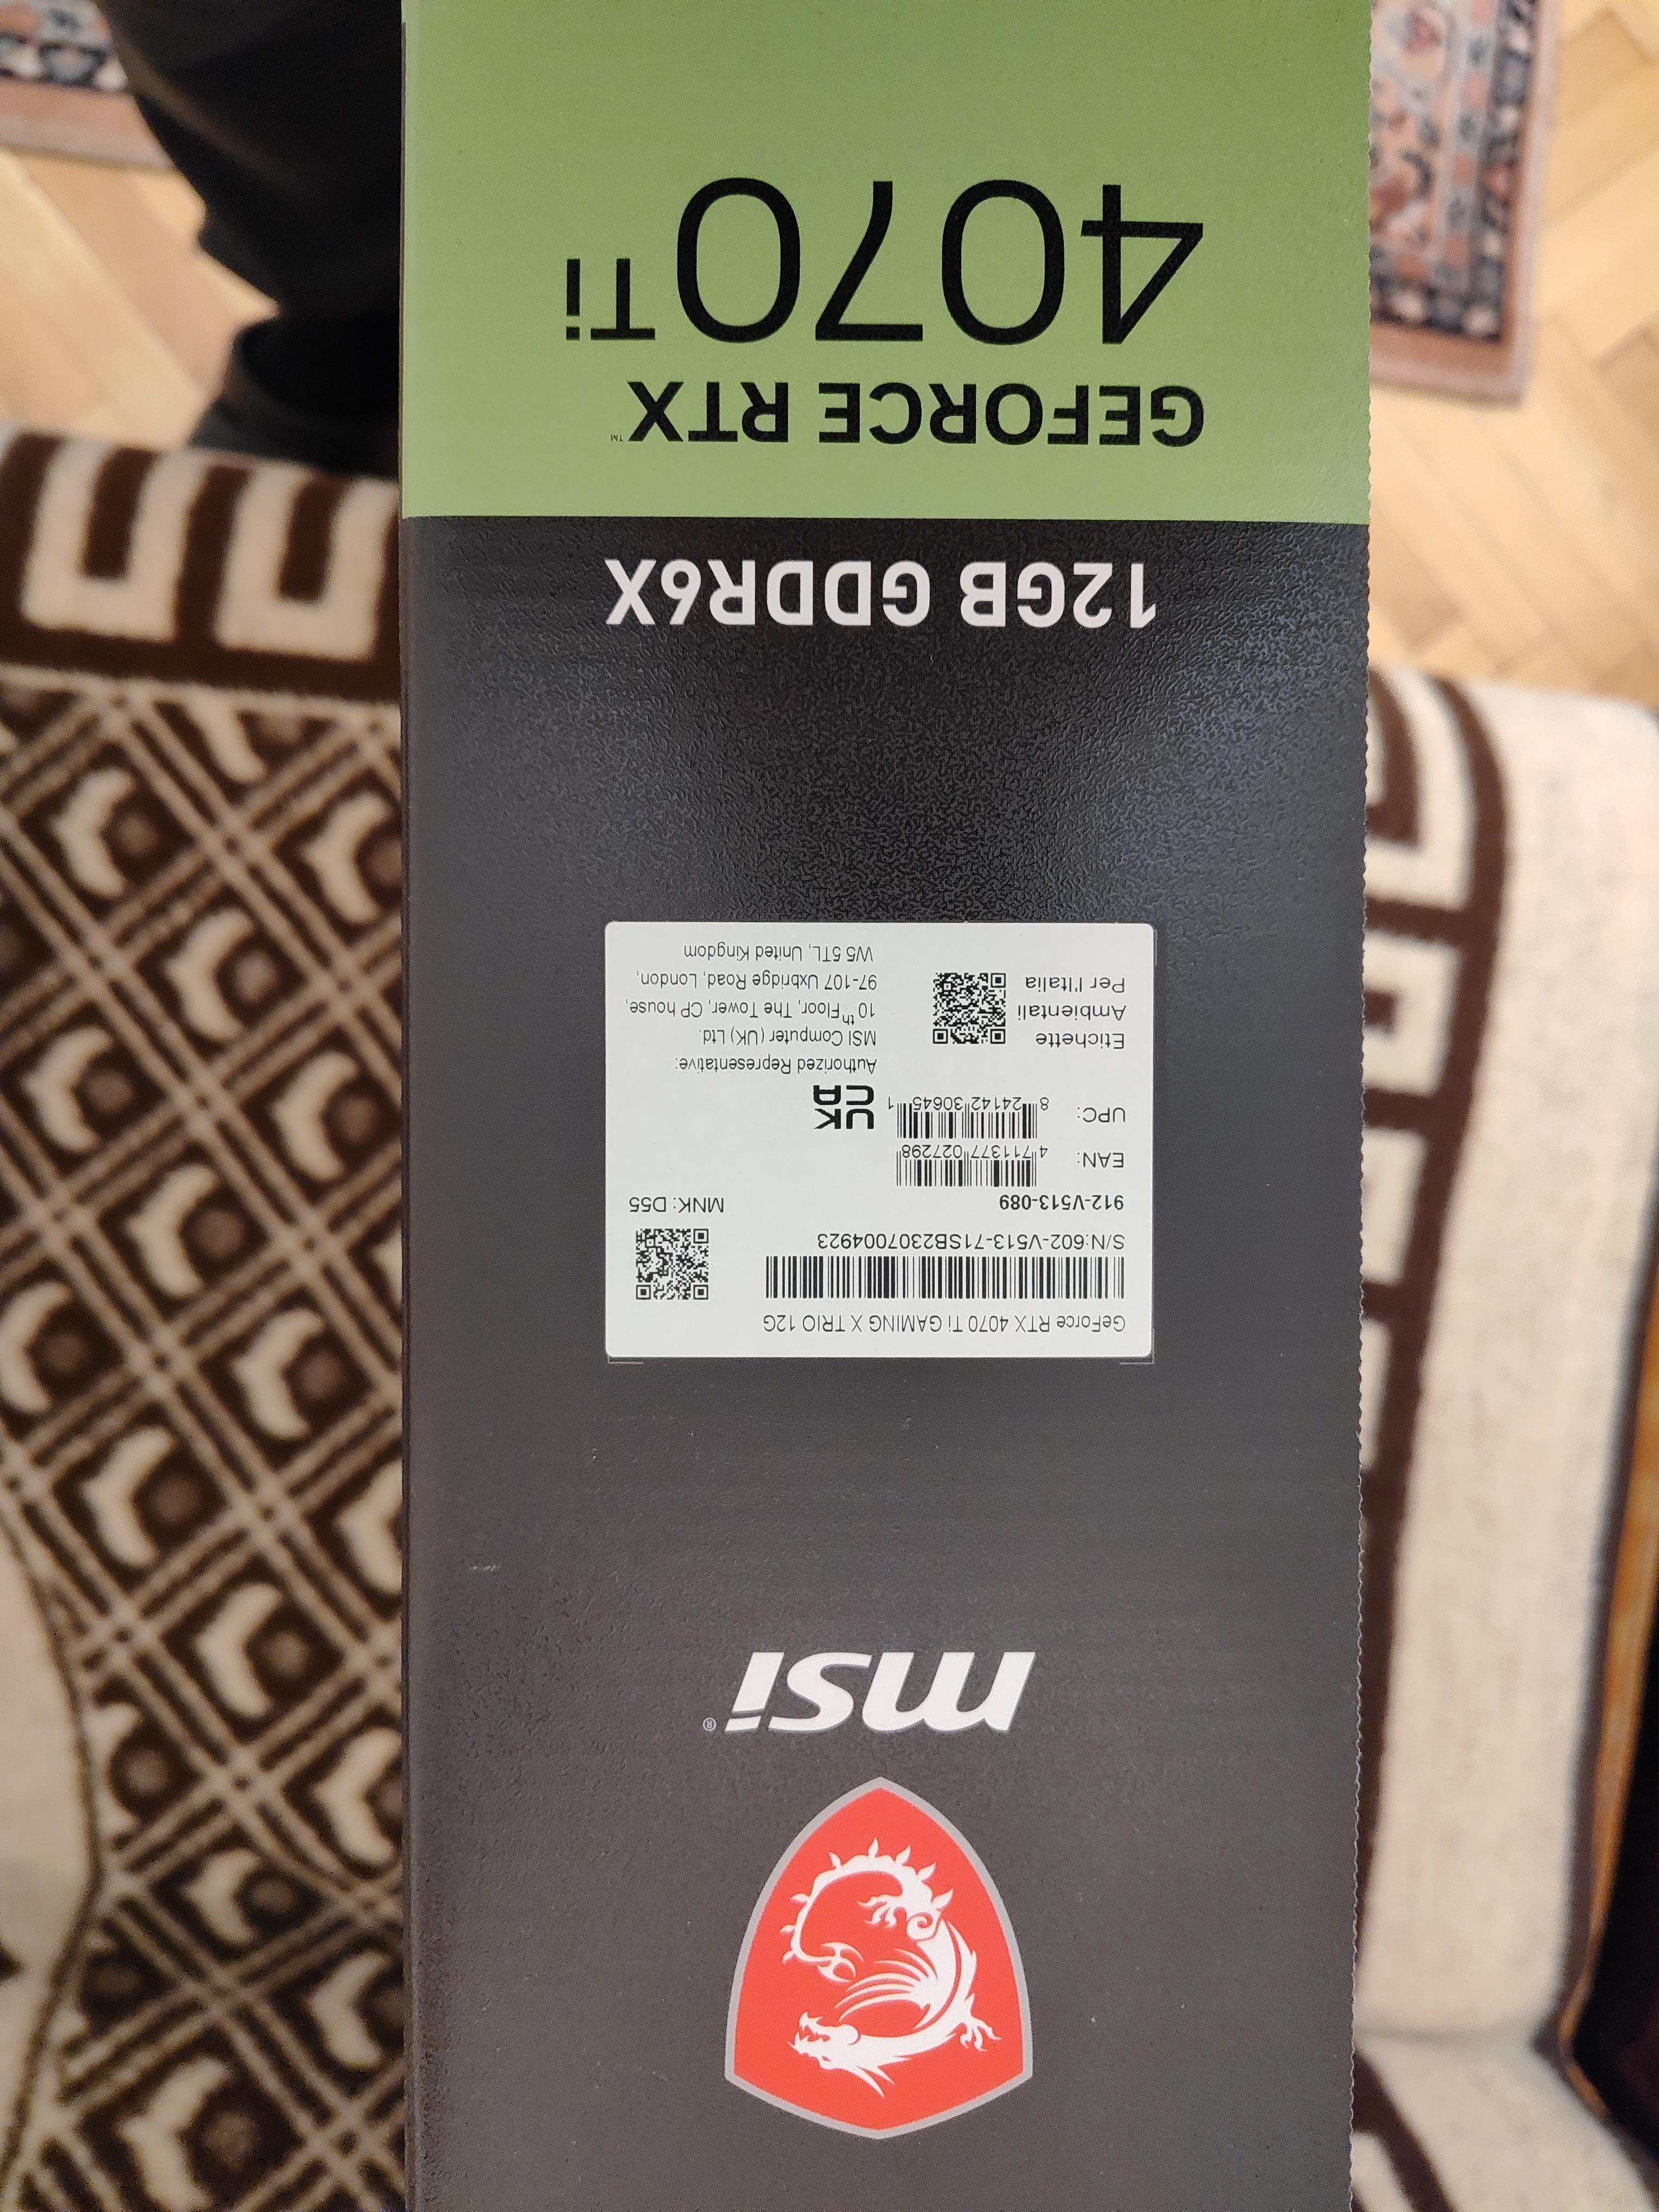 msi®
GeForce RTX 4070 Ti GAMING X TRIO 12G
S/N:602-V513-71SB2307004923
912-V513-089
MNK: D55
EAN:
4 711377 027298
UPC:
8 24142 30645 1
UK
CA
Etichette
Ambientali
Per l'Italia
Authorized Representative:
MSI Computer (UK) Ltd.
10 th Floor, The Tower, CP house,
97-107 Uxbridge Road, London,
W5 5TL, United Kingdom
12GB GDDR6X
GEFORCE RTX™
4070 Ti